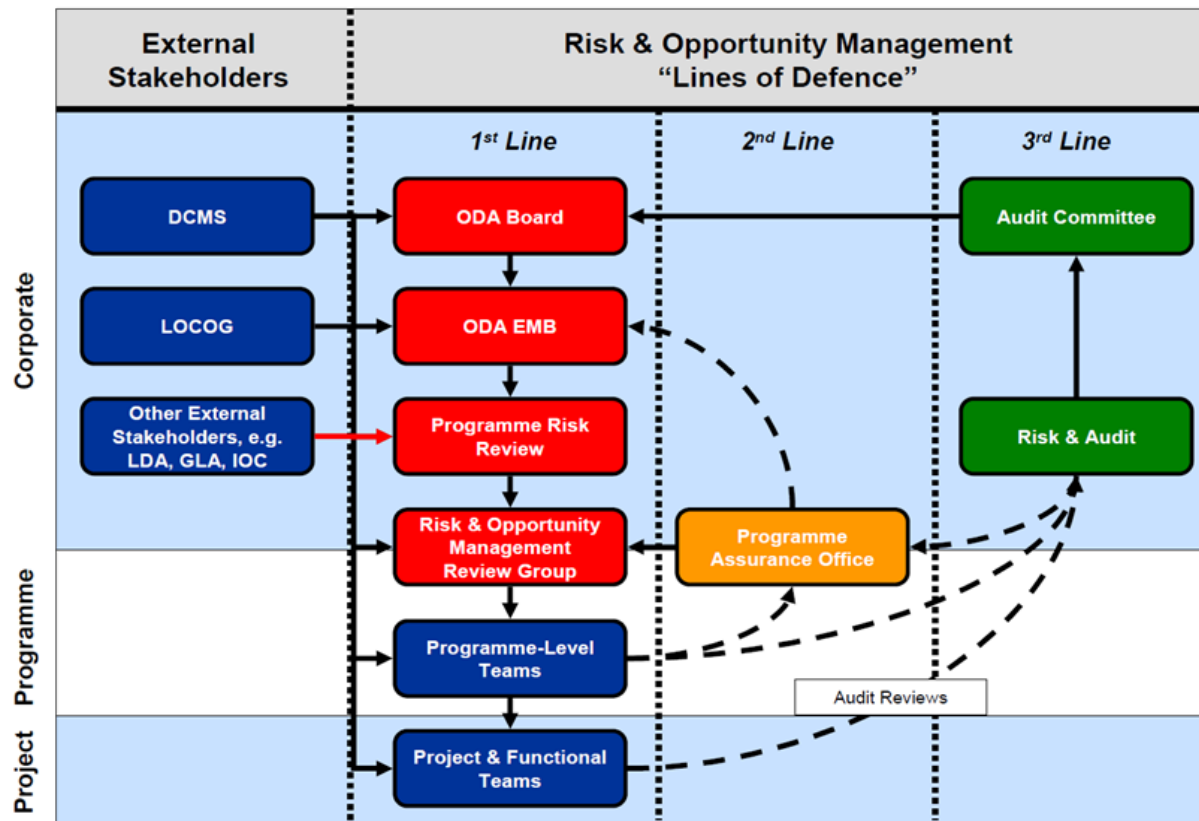 External
Stakeholders
Risk & Opportunity Management
“Lines of Defence”
1st Line
2nd Line
3rd Line
Corporate
DCMS
ODA Board
Audit Committee
LOCOG
ODA EMB
Other External
Stakeholders, e.g.
LDA, GLA, IOC
Programme Risk
Review
Risk & Audit
Risk & Opportunity
Management
Review Group
Programme
Assurance Office
Programme
Programme-Level
Teams
Audit Reviews
Project
Project & Functional
Teams